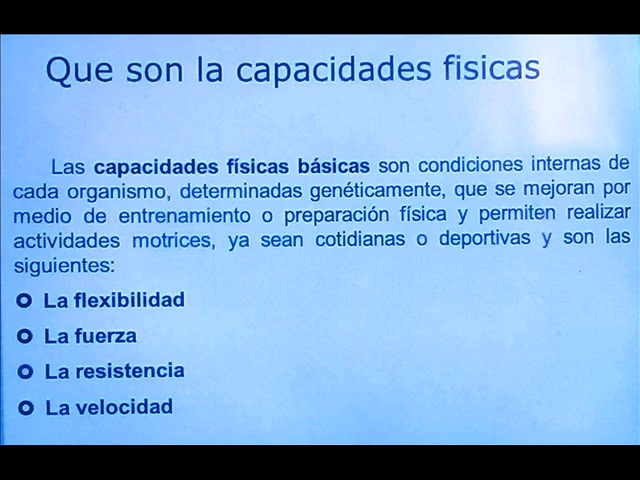 Que son la capacidades fisicas
Las capacidades físicas básicas son condiciones internas de
cada organismo, determinadas genéticamente, que se mejoran por
medio de entrenamiento o preparación física y permiten realizar
actividades motrices, ya sean cotidianas o deportivas y son las
siguientes:
La flexibilidad
La fuerza
La resistencia
La velocidad